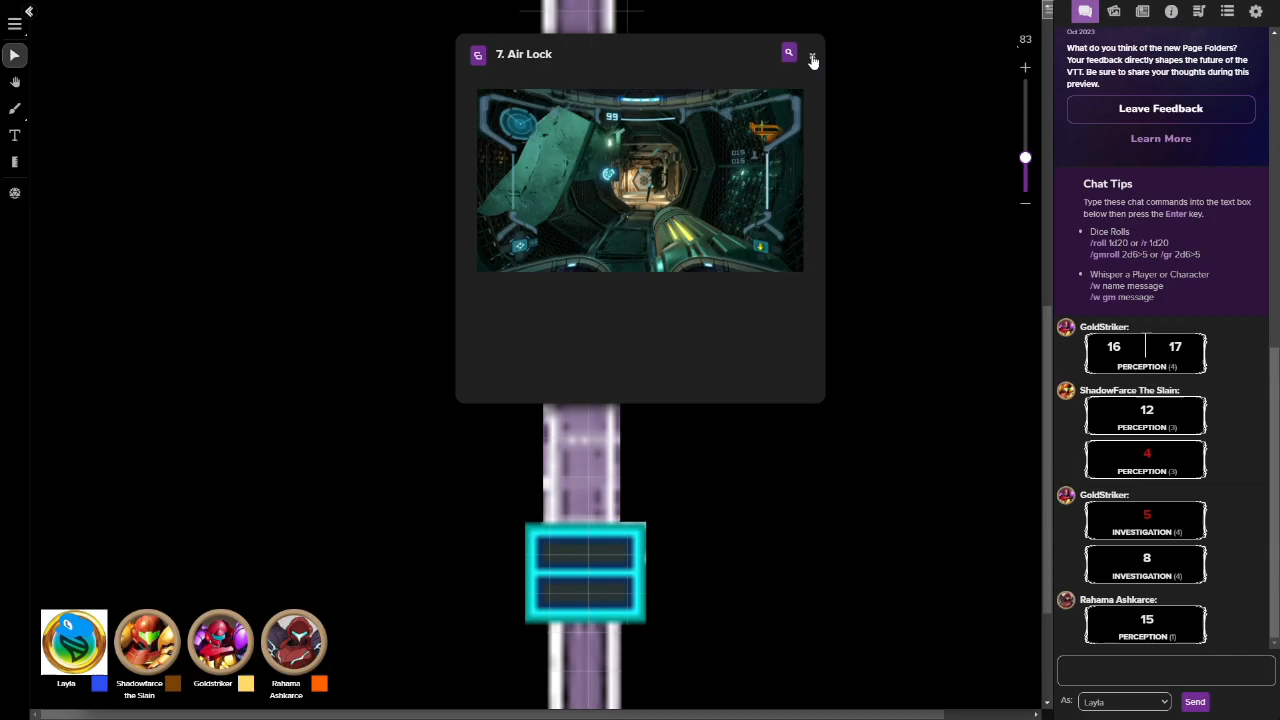 7. Air Lock
99
83
T
Oct 2023
What do you think of the new Page Folders?
Your feedback directly shapes the future of the
VTT. Be sure to share your thoughts during this
preview.
Leave Feedback
Learn More
Chat Tips
Type these chat commands into the text box
below then press the Enter key.
Dice Rolls
/roll 1d20 or /r 1d20
/gmroll 2d6>5 or /gr 2d6>5
Whisper a Player or Character
/w name message
/w gm message
GoldStriker:
16 17
PERCEPTION (4)
ShadowFarce The Slain:
12
PERCEPTION (3)
4
PERCEPTION (3)
GoldStriker:
5
INVESTIGATION (4)
8
INVESTIGATION (4)
Rahama Ashkarce:
15
PERCEPTION (1)
As: Layla Send
Layla
Shadowfarce
the Slain
Goldstriker
Rahama
Ashkarce